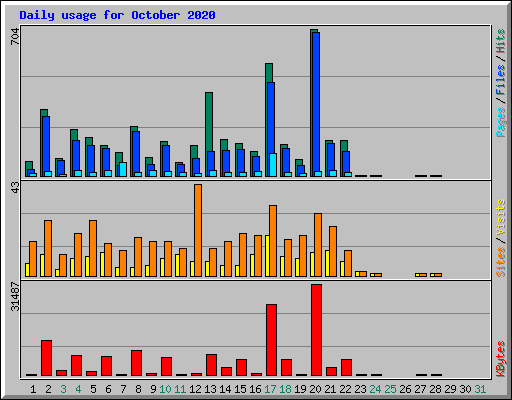 Daily usage for October 2020
704
Pages / Files / Hits
43
Sites / Visits
31487
KBytes
1 2 3 4 5 6 7 8 9 10 11 12 13 14 15 16 17 18 19 20 21 22 23 24 25 26 27 28 29 30 31